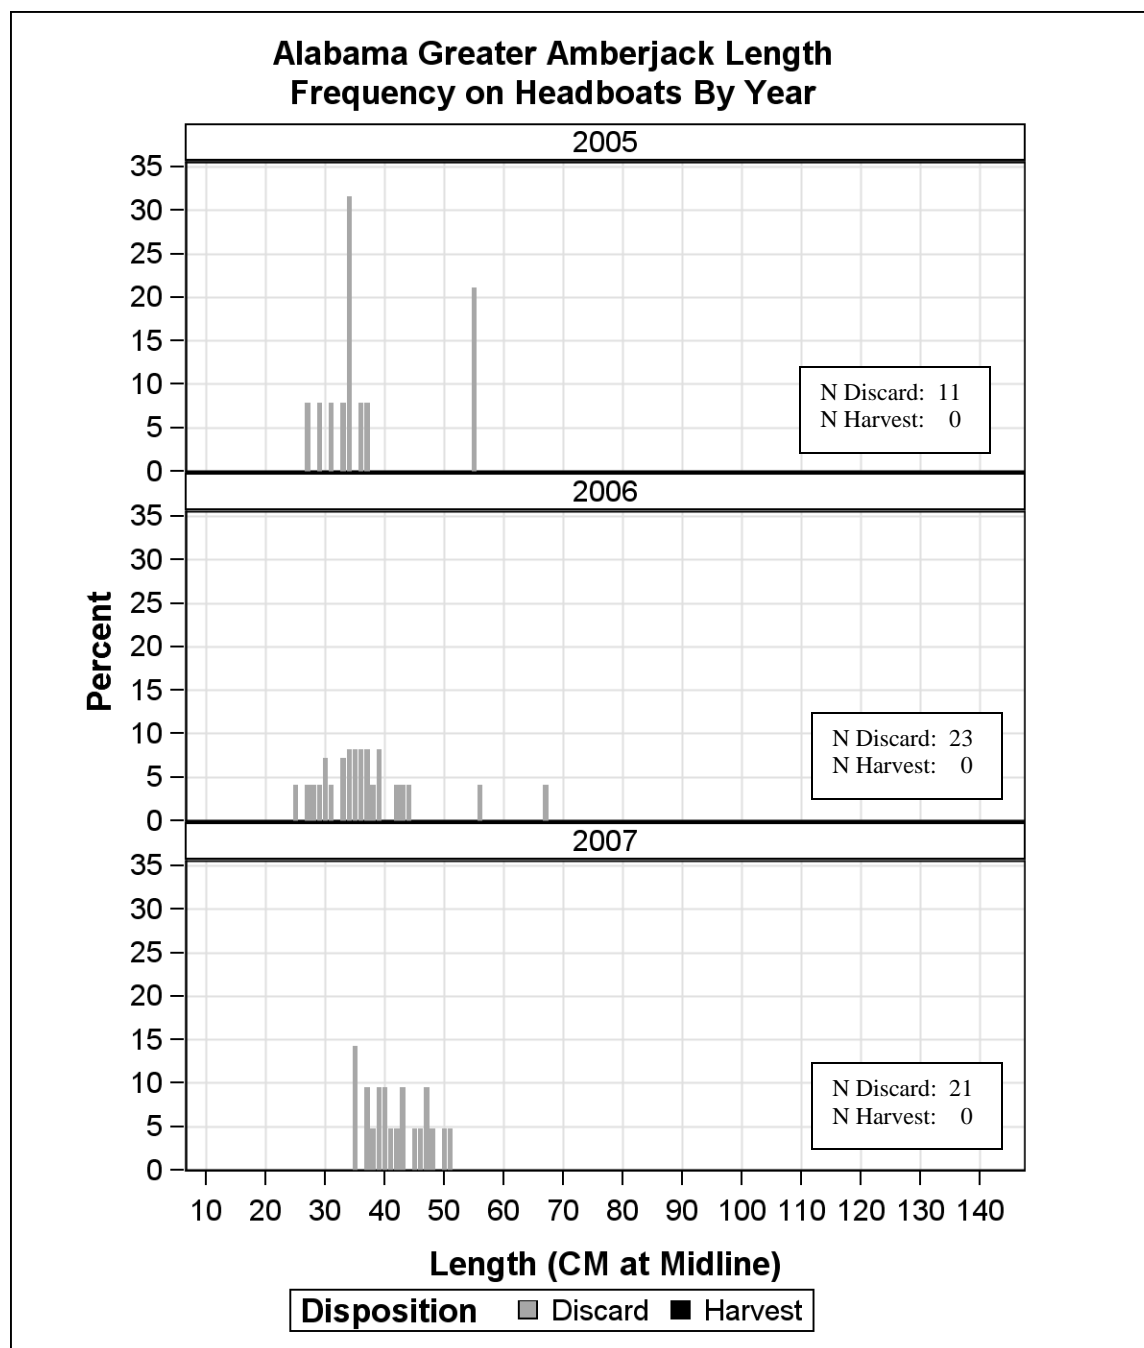 Alabama Greater Amberjack Length
Frequency on Headboats By Year
2005
35
30
25
20
15
10
5
0
N Discard: 11
N Harvest: 0
2006
35
30
25
20
15
10
5
0
N Discard: 23
N Harvest: 0
2007
35
30
25
20
15
10
5
0
N Discard: 21
N Harvest: 0
Percent
10 20 30 40 50 60 70 80 90 100 110 120 130 140
Length (CM at Midline)
Disposition Discard Harvest